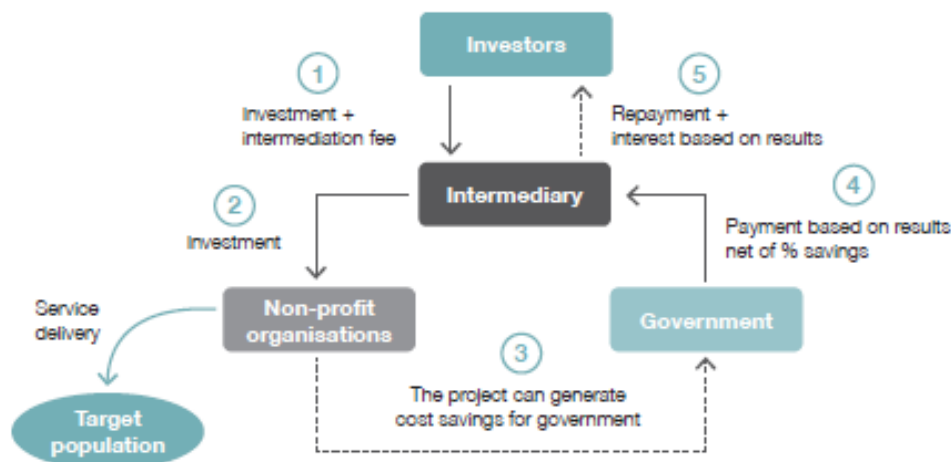 Investors
1
5
Investment +
intermediation fee
Repayment +
interest based on results
Intermediary
2
Investment
4
Payment based on results
net of % savings
Service
delivery
Non-profit
organisations
Government
3
The project can generate
cost savings for government
Target
population